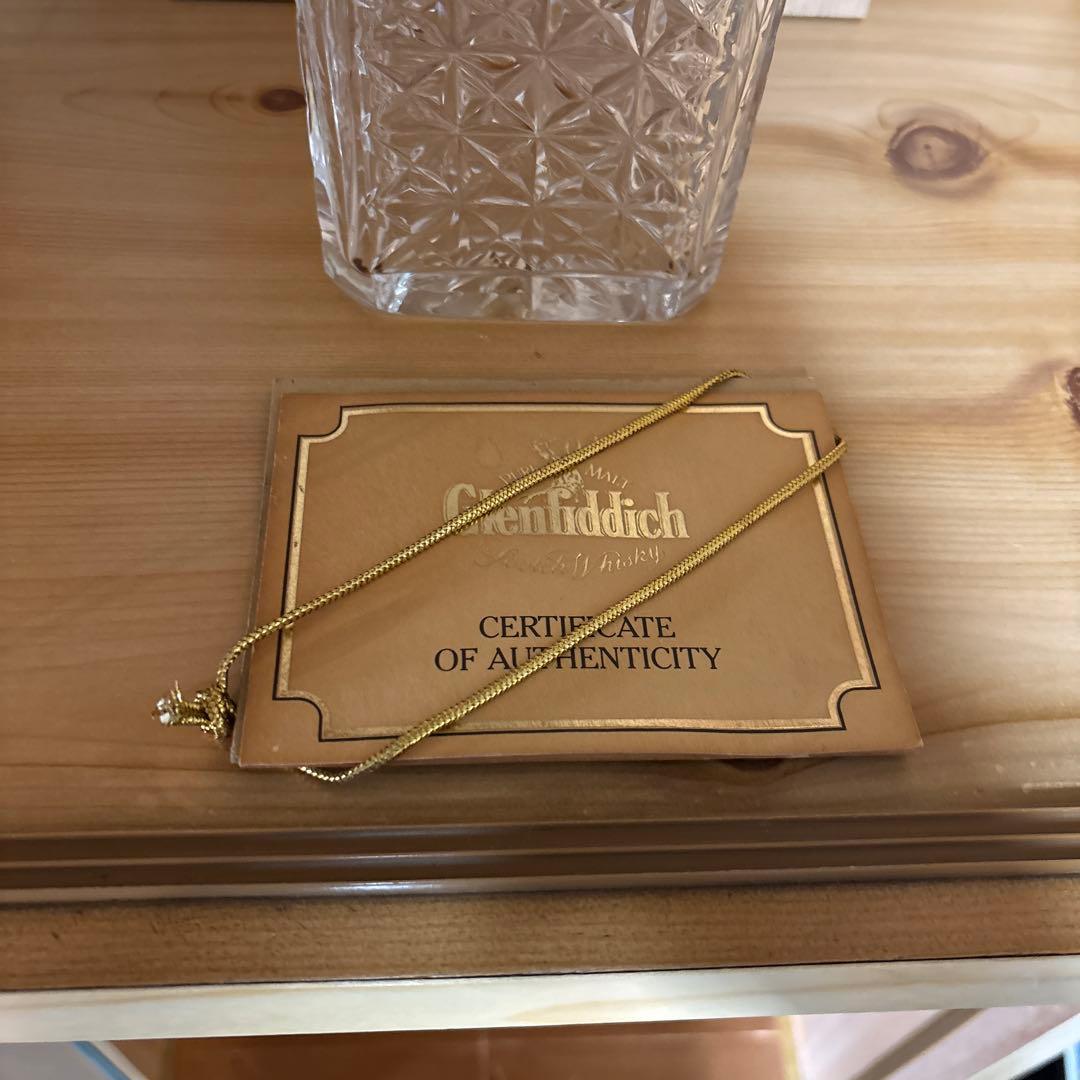 PURE MALT
Glenfiddich
Scotch Whisky
CERTIFICATE
OF AUTHENTICITY